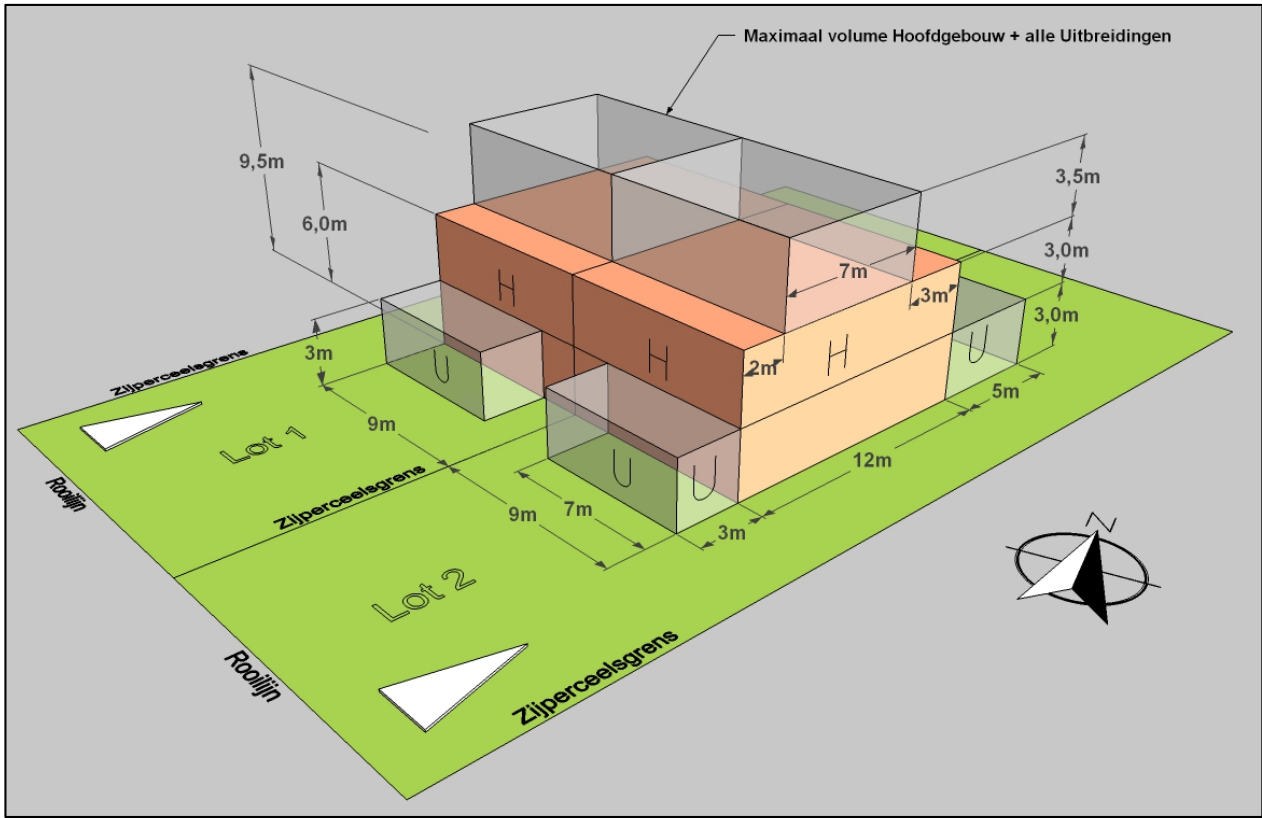 Maximaal volume Hoofdgebouw + alle Uitbreidingen
9,5m
6,0m
3,5m
3,0m
3,0m
7m
3m
2m
H
H
H
U
U
U
U
3m
9m
9m
7m
3m
12m
5m
Zijperceelsgrens
Lot 1
Zijperceelsgrens
Rooilijn
Lot 2
Rooilijn
Zijperceelsgrens
N